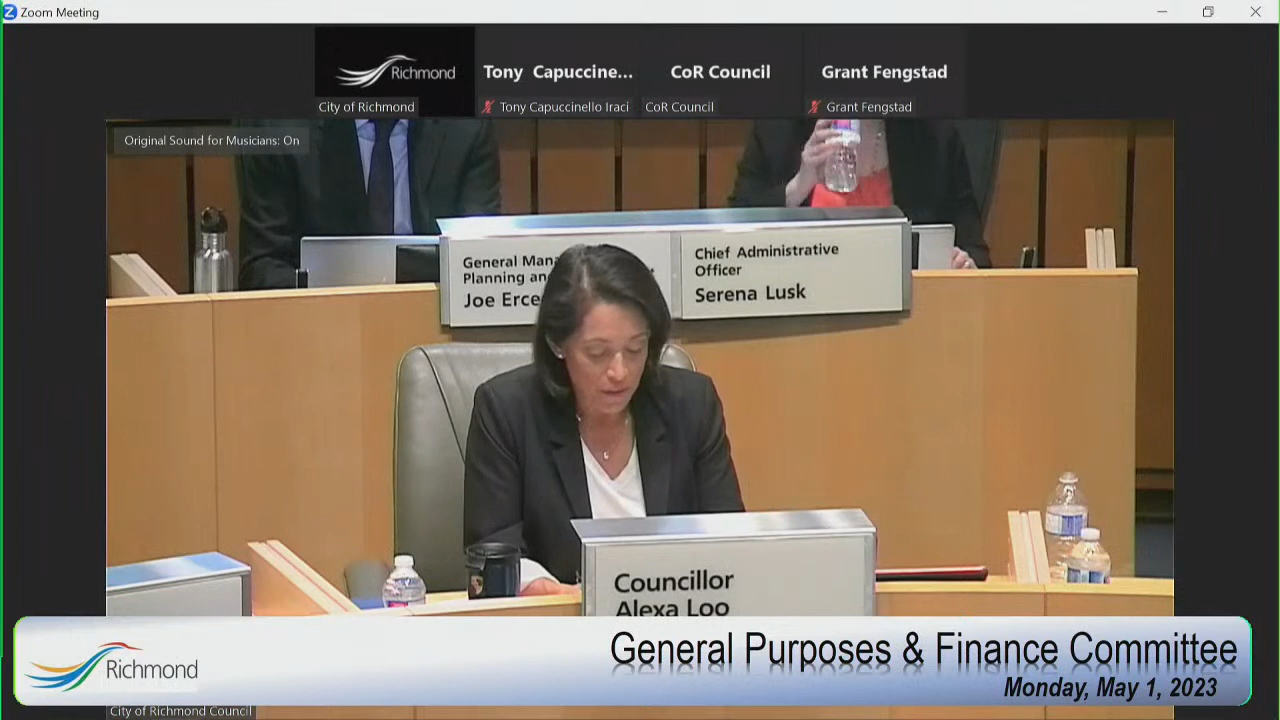 Zoom Meeting
Richmond
Tony Capuccine...
CoR Council
Grant Fengstad
City of Richmond
Tony Capuccinello Iraci
CoR Council
Grant Fengstad
Original Sound for Musicians: On
General Mana
Planning an
Joe Erce
Chief Administrative
Officer
Serena Lusk
Councillor
Alexa Loo
Richmond
General Purposes & Finance Committee
Monday, May 1, 2023
City of Richmond Council